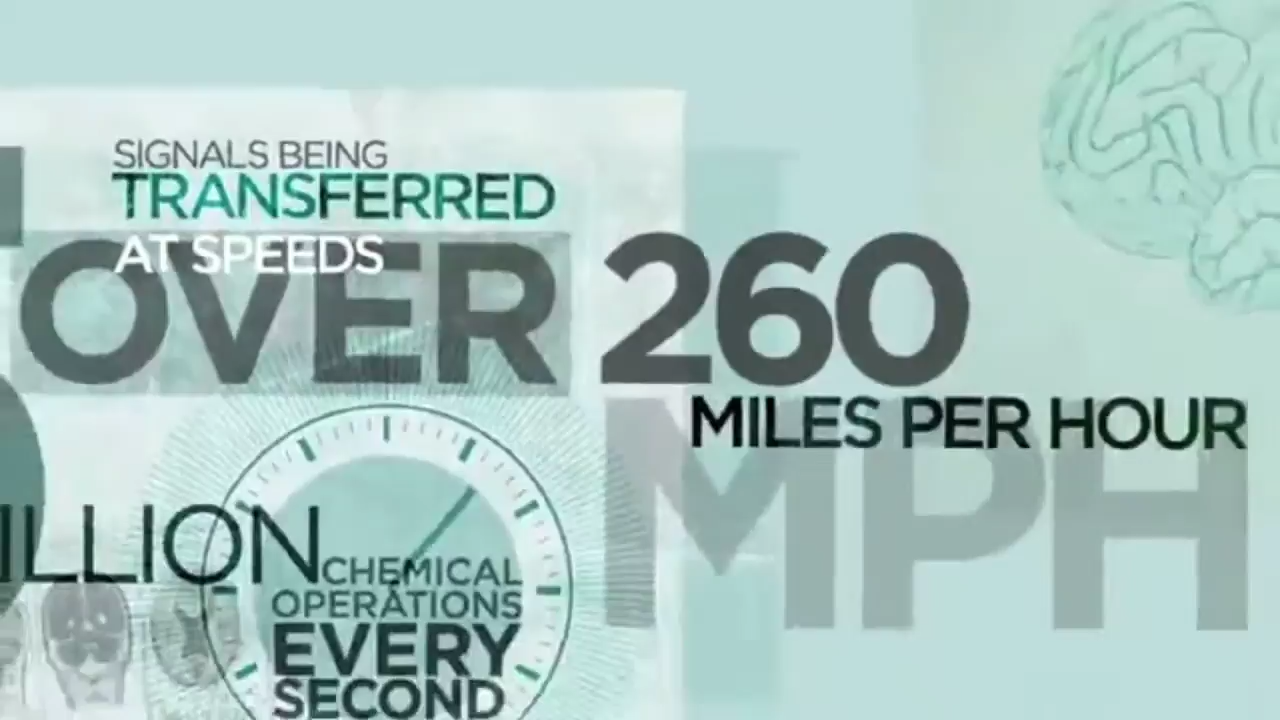 SIGNALS BEING
TRANSFERRED
AT SPEEDS
OVER 260
MILES PER HOUR
MPH
ILLION
CHEMICAL
OPERATIONS
EVERY
SECOND